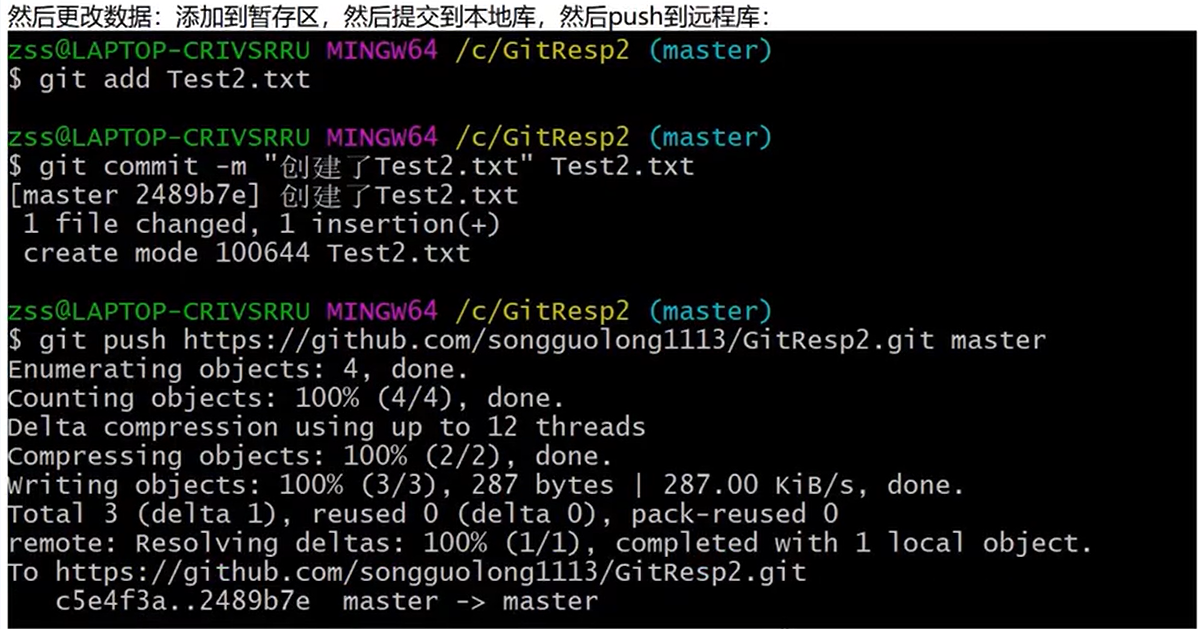 然后更改数据：添加到暂存区，然后提交到本地库，然后push到远程库：
zss@LAPTOP-CRIVSRRU MINGW64 /c/GitResp2 (master)
$ git add Test2.txt
zss@LAPTOP-CRIVSRRU MINGW64 /c/GitResp2 (master)
$ git commit -m "创建了Test2.txt" Test2.txt
[master 2489b7e] 创建了Test2.txt
1 file changed, 1 insertion(+)
create mode 100644 Test2.txt
zss@LAPTOP-CRIVSRRU MINGW64 /c/GitResp2 (master)
$ git push https://github.com/songguolong1113/GitResp2.git master
Enumerating objects: 4, done.
Counting objects: 100% (4/4), done.
Delta compression using up to 12 threads
Compressing objects: 100% (2/2), done.
Writing objects: 100% (3/3), 287 bytes | 287.00 KiB/s, done.
Total 3 (delta 1), reused 0 (delta 0), pack-reused 0
remote: Resolving deltas: 100% (1/1), completed with 1 local object.
To https://github.com/songguolong1113/GitResp2.git
c5e4f3a..2489b7e  master -> master